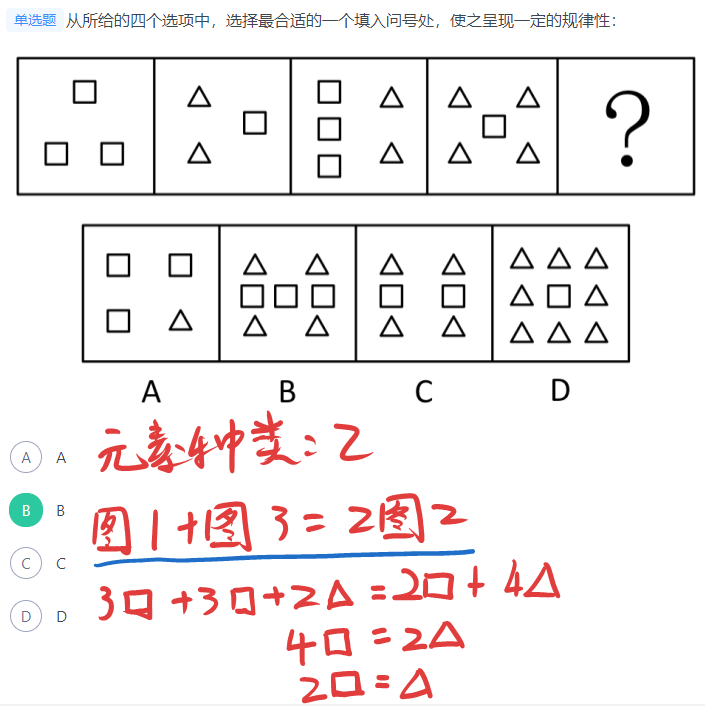 单选题 从所给的四个选项中，选择最合适的一个填入问号处，使之呈现一定的规律性：
?
A B C D
A A
元素种类：2
B B
图1+图3=2图2
C C
3□+3□+2△=2□+4△
D D
4□=2△
2□=△